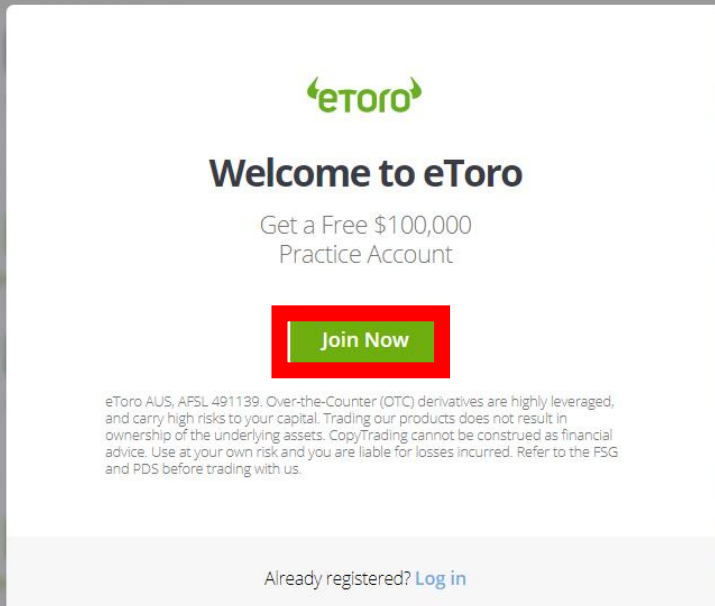 eToro
Welcome to eToro
Get a Free $100,000
Practice Account
Join Now
eToro AUS, AFSL 491139. Over-the-Counter (OTC) derivatives are highly leveraged,
and carry high risks to your capital. Trading our products does not result in
ownership of the underlying assets. CopyTrading cannot be construed as financial
advice. Use at your own risk and you are liable for losses incurred. Refer to the FSG
and PDS before trading with us.
Already registered? Log in